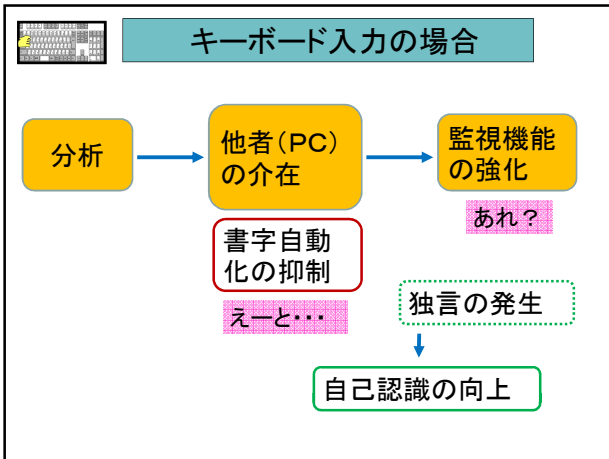 キーボード入力の場合
分析
他者(PC)
の介在
監視機能
の強化
あれ？
書字自動
化の抑制
えーと・・・
独言の発生
自己認識の向上